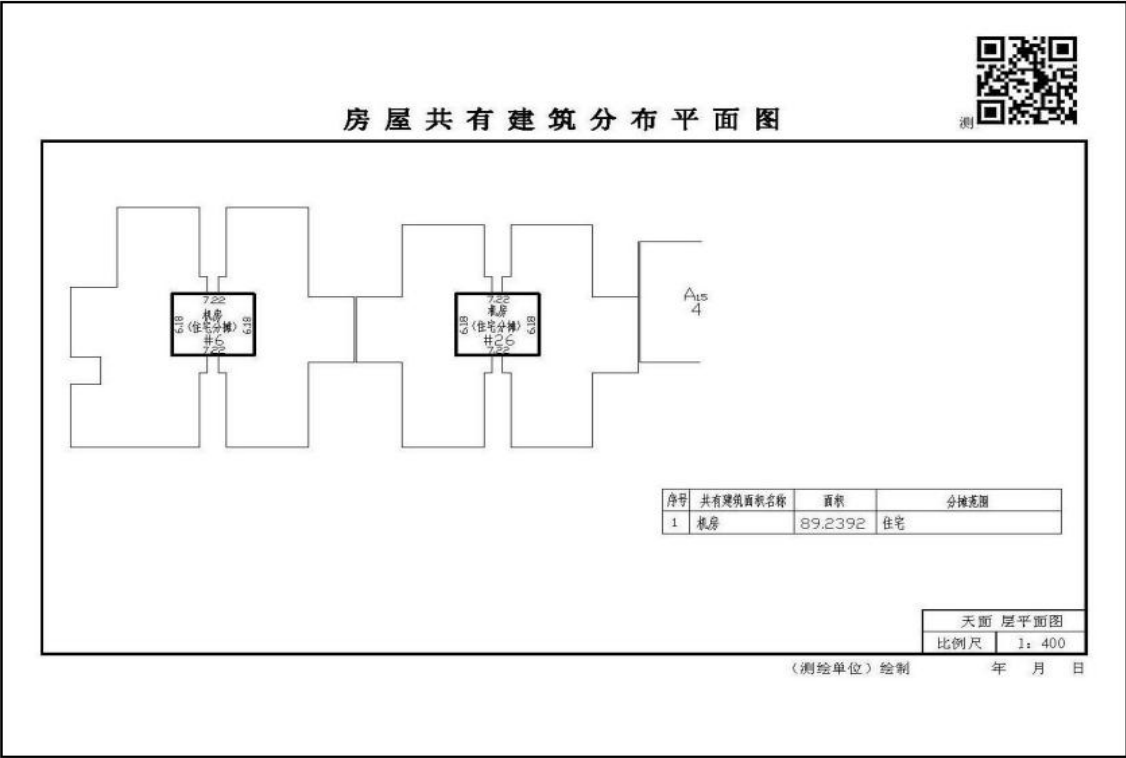 房屋共有建筑分布平面图
测
7.22
机房
6.18 (住宅分摊) 6.18
#6
7.22
7.22
机房
6.18 (住宅分摊) 6.18
#26
7.22
A15
4
序号 共有建筑面积名称 面积 分摊范围
1 机房 89.2392 住宅
天面 层平面图
比例尺 1: 400
(测绘单位) 绘制 年 月 日